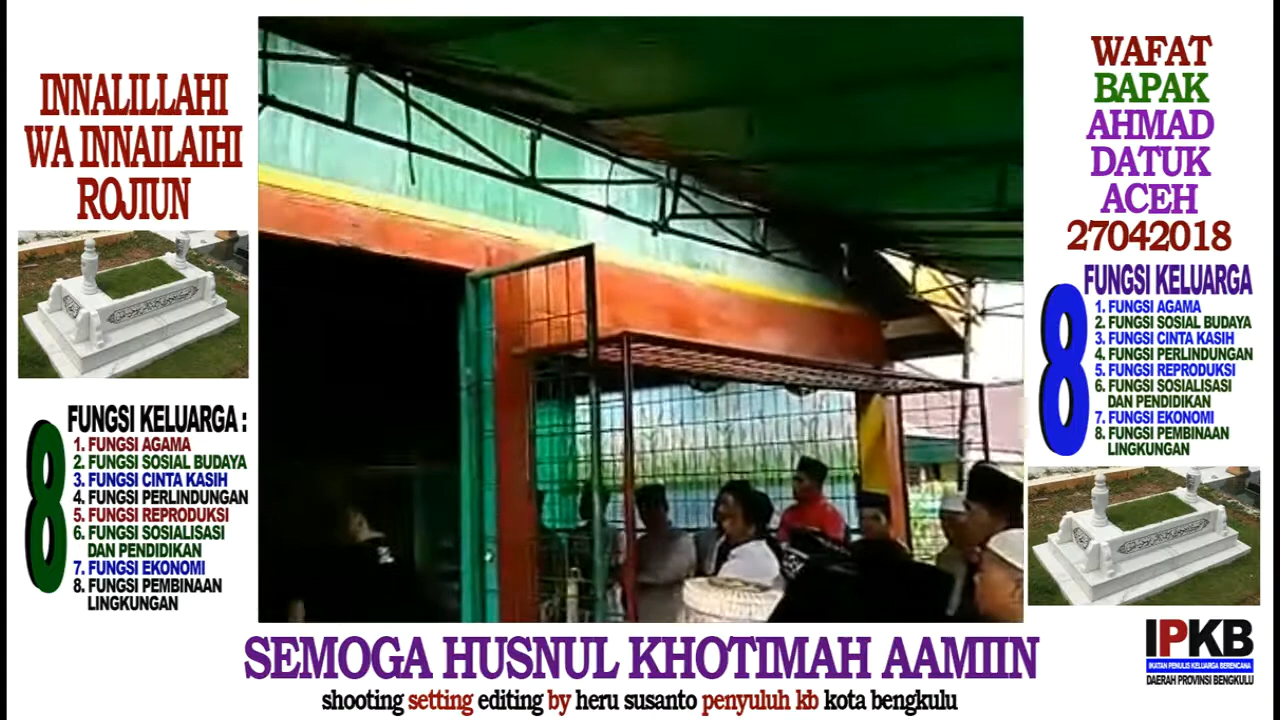 INNALILLAHI
WA INNAILAIHI
ROJIUN
8
FUNGSI KELUARGA :
1. FUNGSI AGAMA
2. FUNGSI SOSIAL BUDAYA
3. FUNGSI CINTA KASIH
4. FUNGSI PERLINDUNGAN
5. FUNGSI REPRODUKSI
6. FUNGSI SOSIALISASI
DAN PENDIDIKAN
7. FUNGSI EKONOMI
8. FUNGSI PEMBINAAN
LINGKUNGAN
WAFAT
BAPAK
AHMAD
DATUK
ACEH
27042018
8
FUNGSI KELUARGA
1. FUNGSI AGAMA
2. FUNGSI SOSIAL BUDAYA
3. FUNGSI CINTA KASIH
4. FUNGSI PERLINDUNGAN
5. FUNGSI REPRODUKSI
6. FUNGSI SOSIALISASI
DAN PENDIDIKAN
7. FUNGSI EKONOMI
8. FUNGSI PEMBINAAN
LINGKUNGAN
IPKB
IKATAN PENULIS KELUARGA BERENCANA
DAERAH PROVINSI BENGKULU
SEMOGA HUSNUL KHOTIMAH AAMIIN
shooting setting editing by heru susanto penyuluh kb kota bengkulu